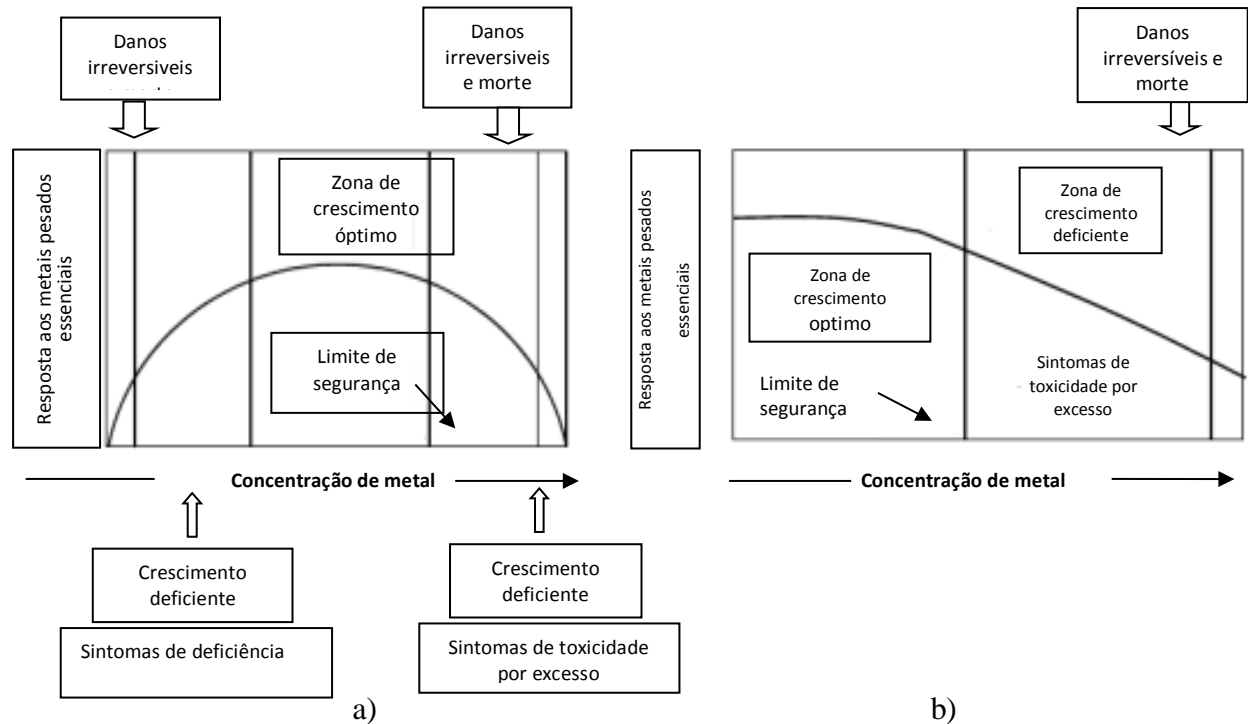 Danos
irreversiveis
Danos
irreversiveis
e morte
Danos
irreversíveis e
morte
Resposta aos metais pesados
essenciais
Zona de
crescimento
óptimo
Limite de
segurança
Concentração de metal
Crescimento
deficiente
Sintomas de deficiência
Crescimento
deficiente
Sintomas de toxicidade
por excesso
a)
Resposta aos metais pesados
essenciais
Zona de
crescimento
optimo
Zona de
crescimento
deficiente
Limite de
segurança
Sintomas de
toxicidade por
excesso
Concentração de metal
b)